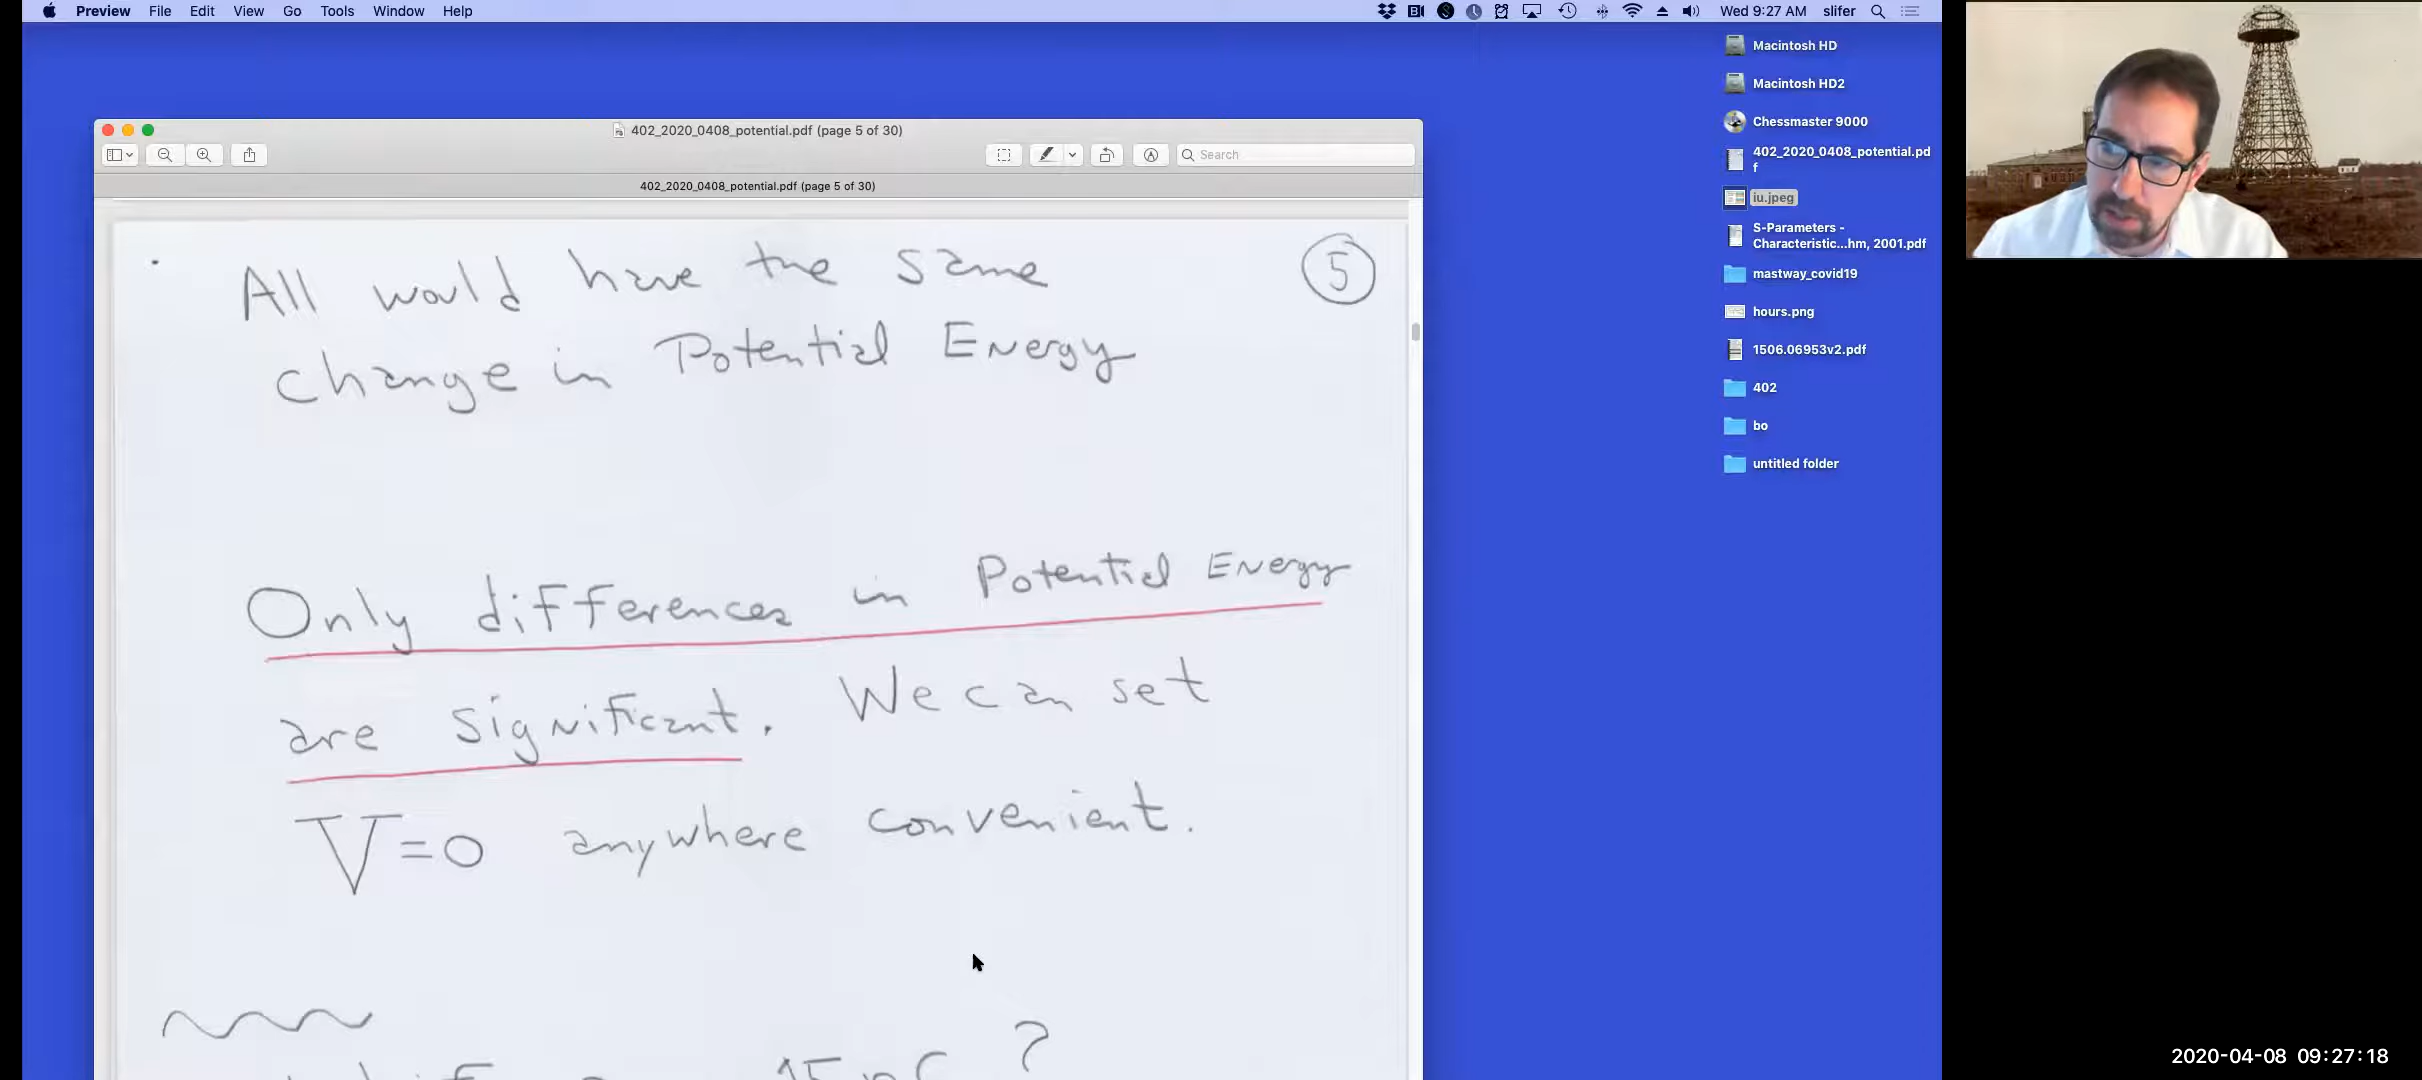 Preview File Edit View Go Tools Window Help
Wed 9:27 AM slifer
402_2020_0408_potential.pdf (page 5 of 30)
Search
402_2020_0408_potential.pdf (page 5 of 30)
5
All would have the same
change in Potential Energy
Only differences in Potential Energy
are significant. We can set
V=0 anywhere convenient.
?
Macintosh HD
Macintosh HD2
Chessmaster 9000
402_2020_0408_potential.pd
f
iu.jpeg
S-Parameters -
Characteristic...hm, 2001.pdf
mastway_covid19
hours.png
1506.06953v2.pdf
402
bo
untitled folder
2020-04-08 09:27:18